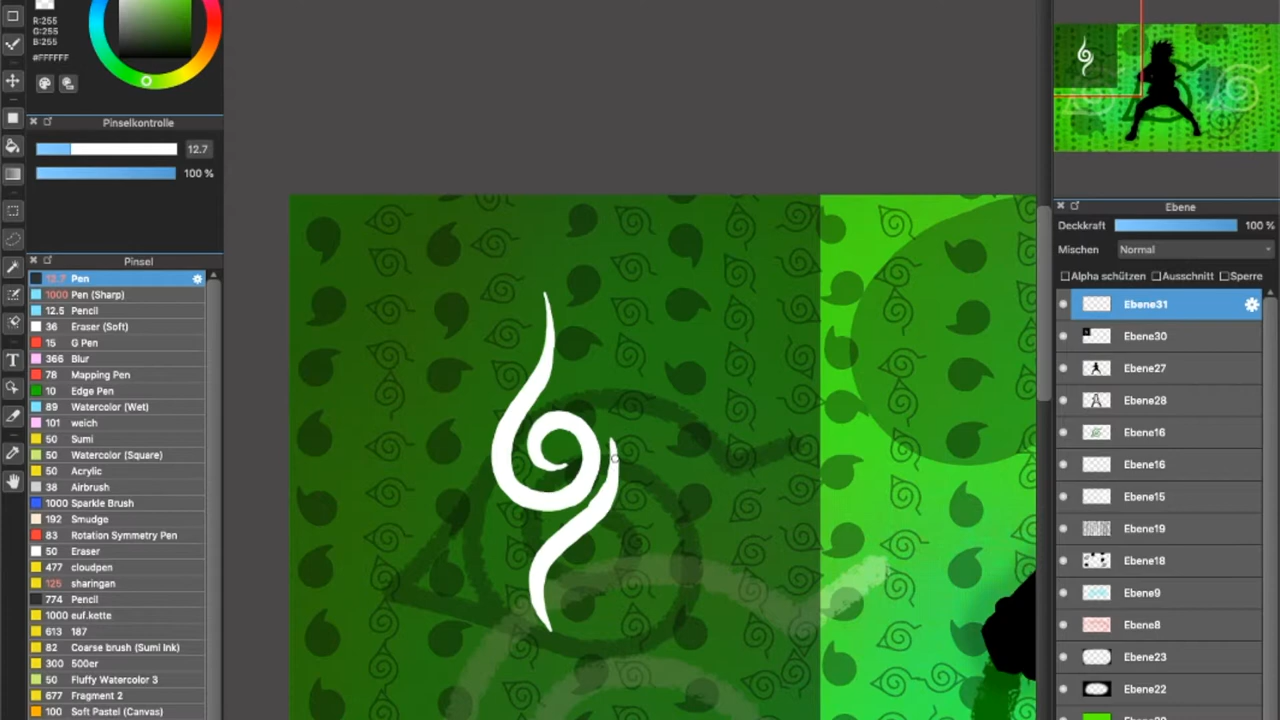 R:255
G:255
B:255
#FFFFFF
Pinselkontrolle
12.7
100 %
Pinsel
12.7 Pen
1000 Pen (Sharp)
12.5 Pencil
36 Eraser (Soft)
15 G Pen
366 Blur
78 Mapping Pen
10 Edge Pen
89 Watercolor (Wet)
101 weich
50 Sumi
50 Watercolor (Square)
50 Acrylic
38 Airbrush
1000 Sparkle Brush
192 Smudge
83 Rotation Symmetry Pen
50 Eraser
477 cloudpen
125 sharingan
774 Pencil
1000 euf.kette
613 187
82 Coarse brush (Sumi Ink)
300 500er
50 Fluffy Watercolor 3
677 Fragment 2
100 Soft Pastel (Canvas)
T
Ebene
Deckkraft 100 %
Mischen Normal
Alpha schützen Ausschnitt Sperre
Ebene31
Ebene30
Ebene27
Ebene28
Ebene16
Ebene16
Ebene15
Ebene19
Ebene18
Ebene9
Ebene8
Ebene23
Ebene22